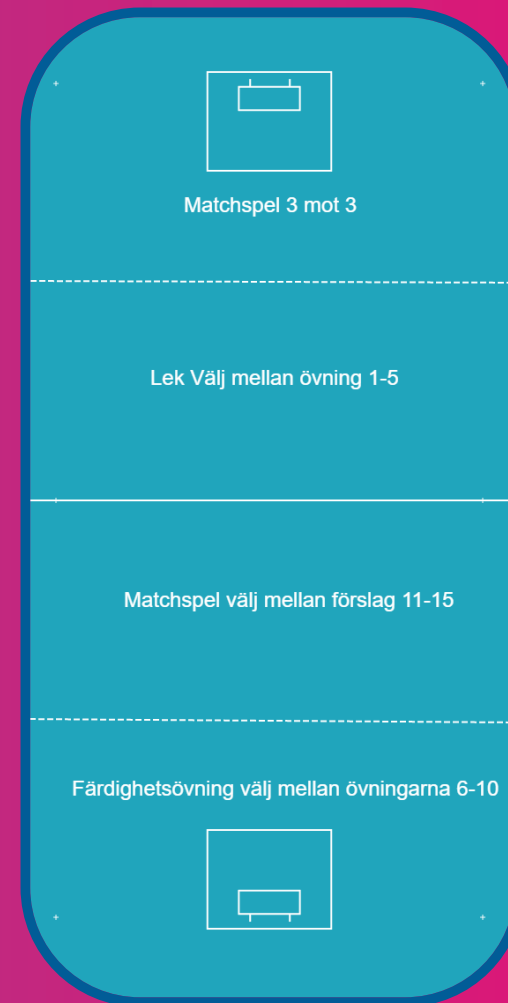 Matchspel 3 mot 3
Lek Välj mellan övning 1-5
Matchspel välj mellan förslag 11-15
Färdighetsövning välj mellan övningarna 6-10